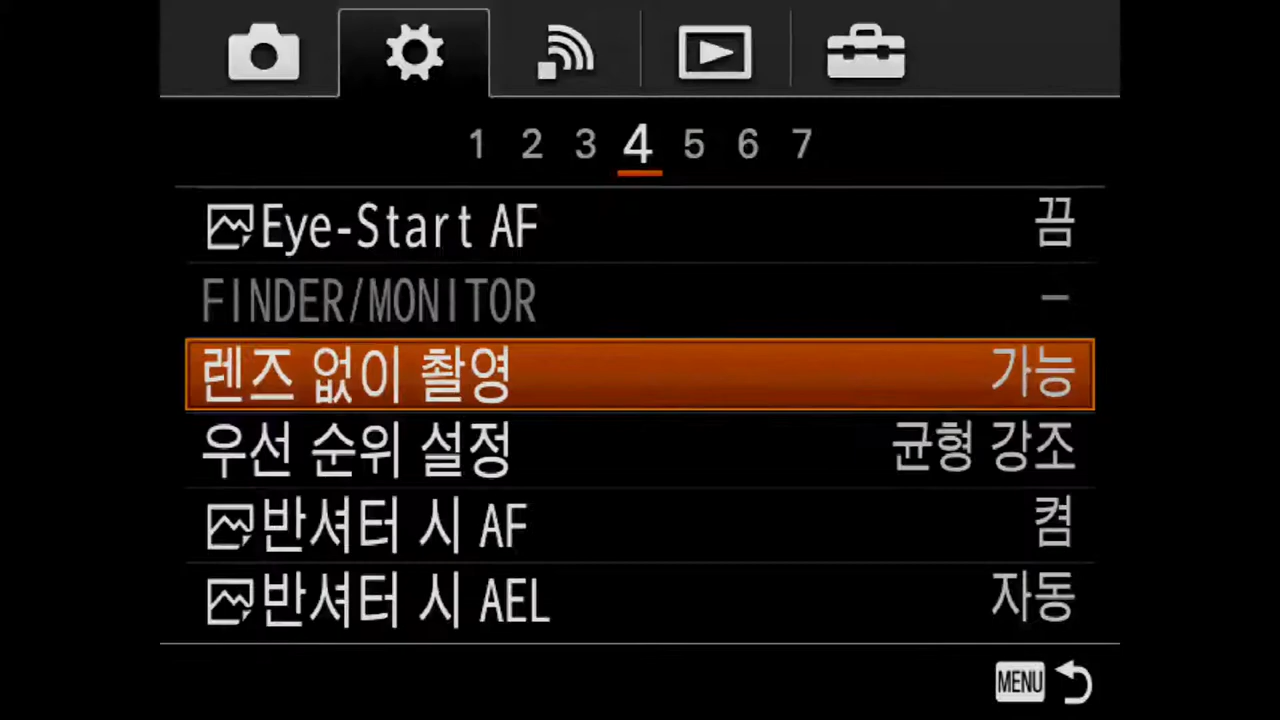 1 2 3 4 5 6 7
Eye-Start AF 끔
FINDER/MONITOR –
렌즈 없이 촬영 가능
우선 순위 설정 균형 강조
반셔터 시 AF 켬
반셔터 시 AEL 자동
MENU